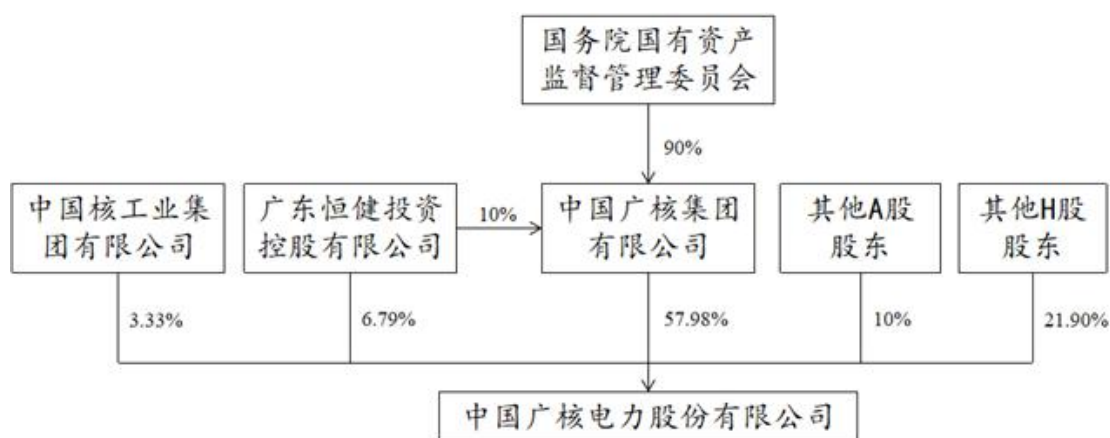 国务院国有资产
监督管理委员会
90%
中国核工业集
团有限公司
广东恒健投资
控股有限公司
10%
中国广核集团
有限公司
其他A股
股东
其他H股
股东
3.33%
6.79%
57.98%
10%
21.90%
中国广核电力股份有限公司